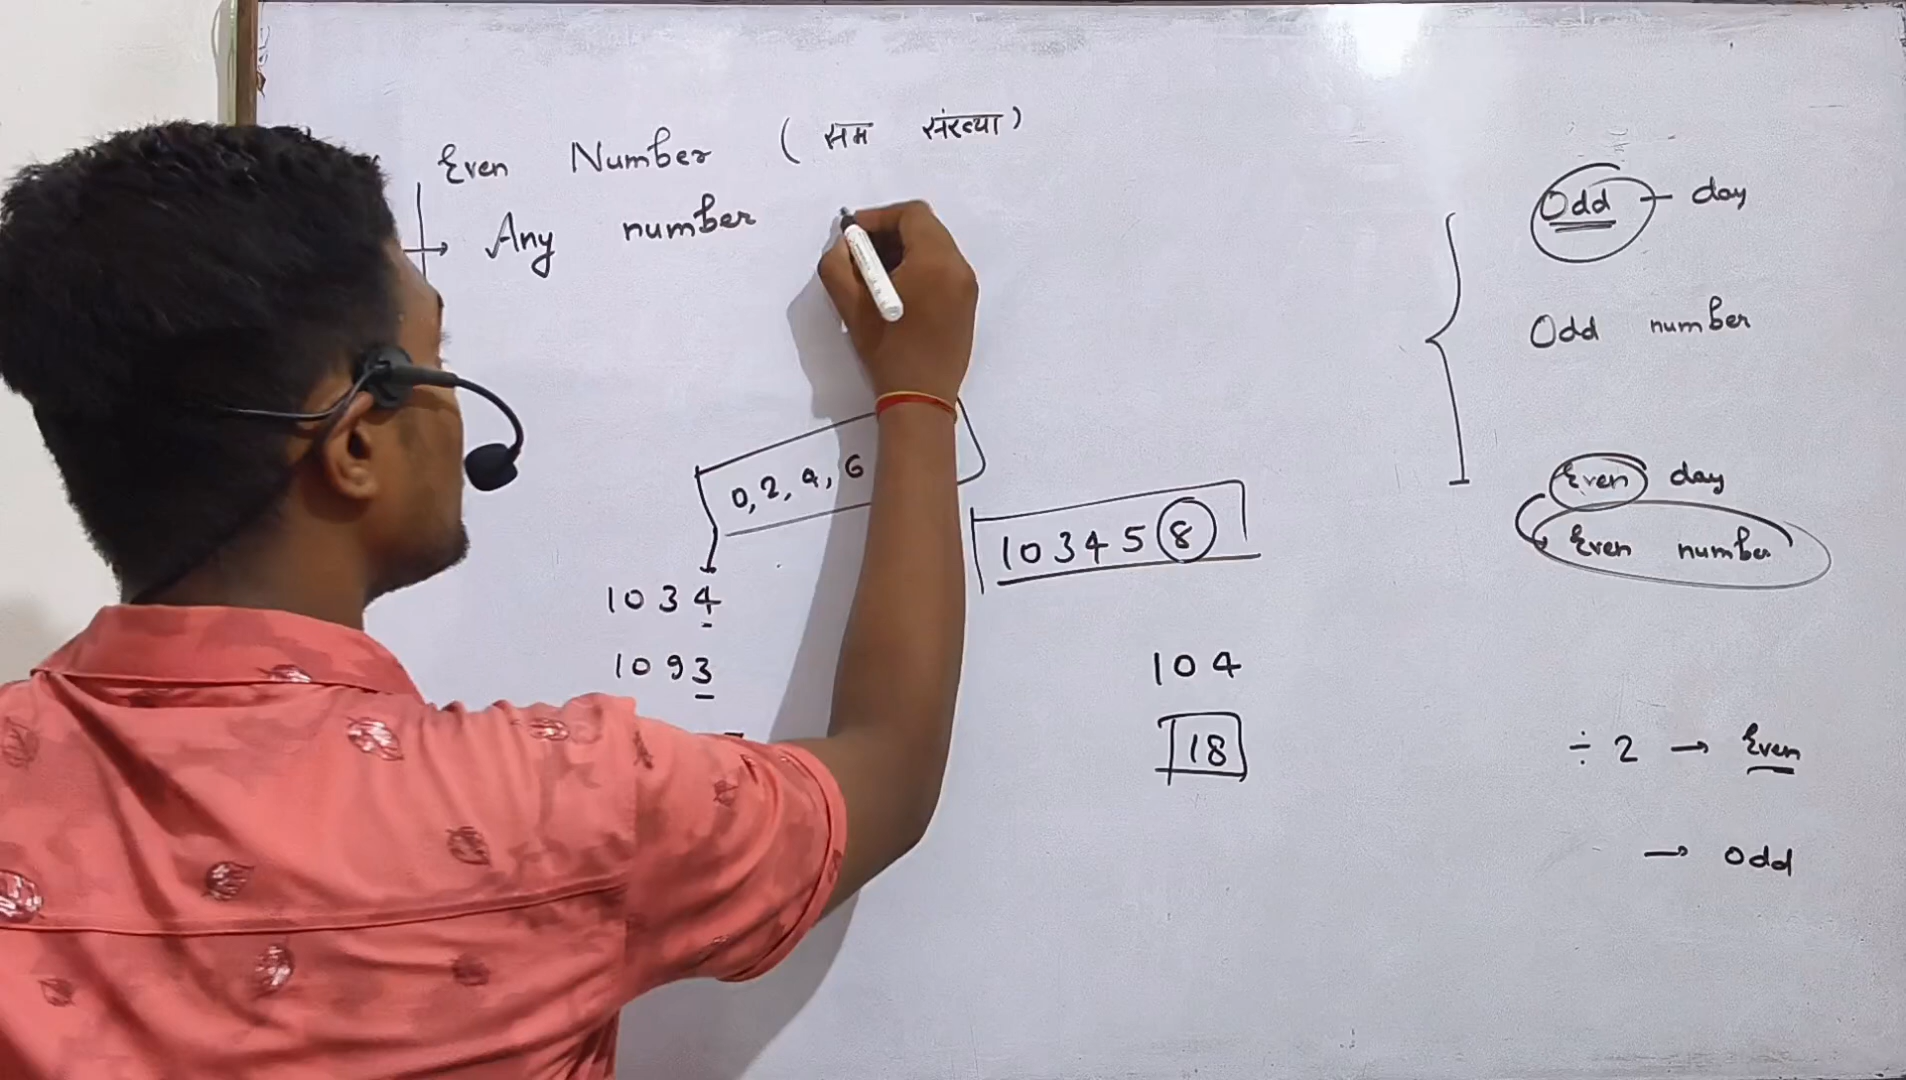 Even Number (सम संख्या)
Any number
0, 2, 4, 6
103458
1034
1093
104
18
Odd - day
Odd number
Even day
Even number
÷ 2 → Even
→ odd